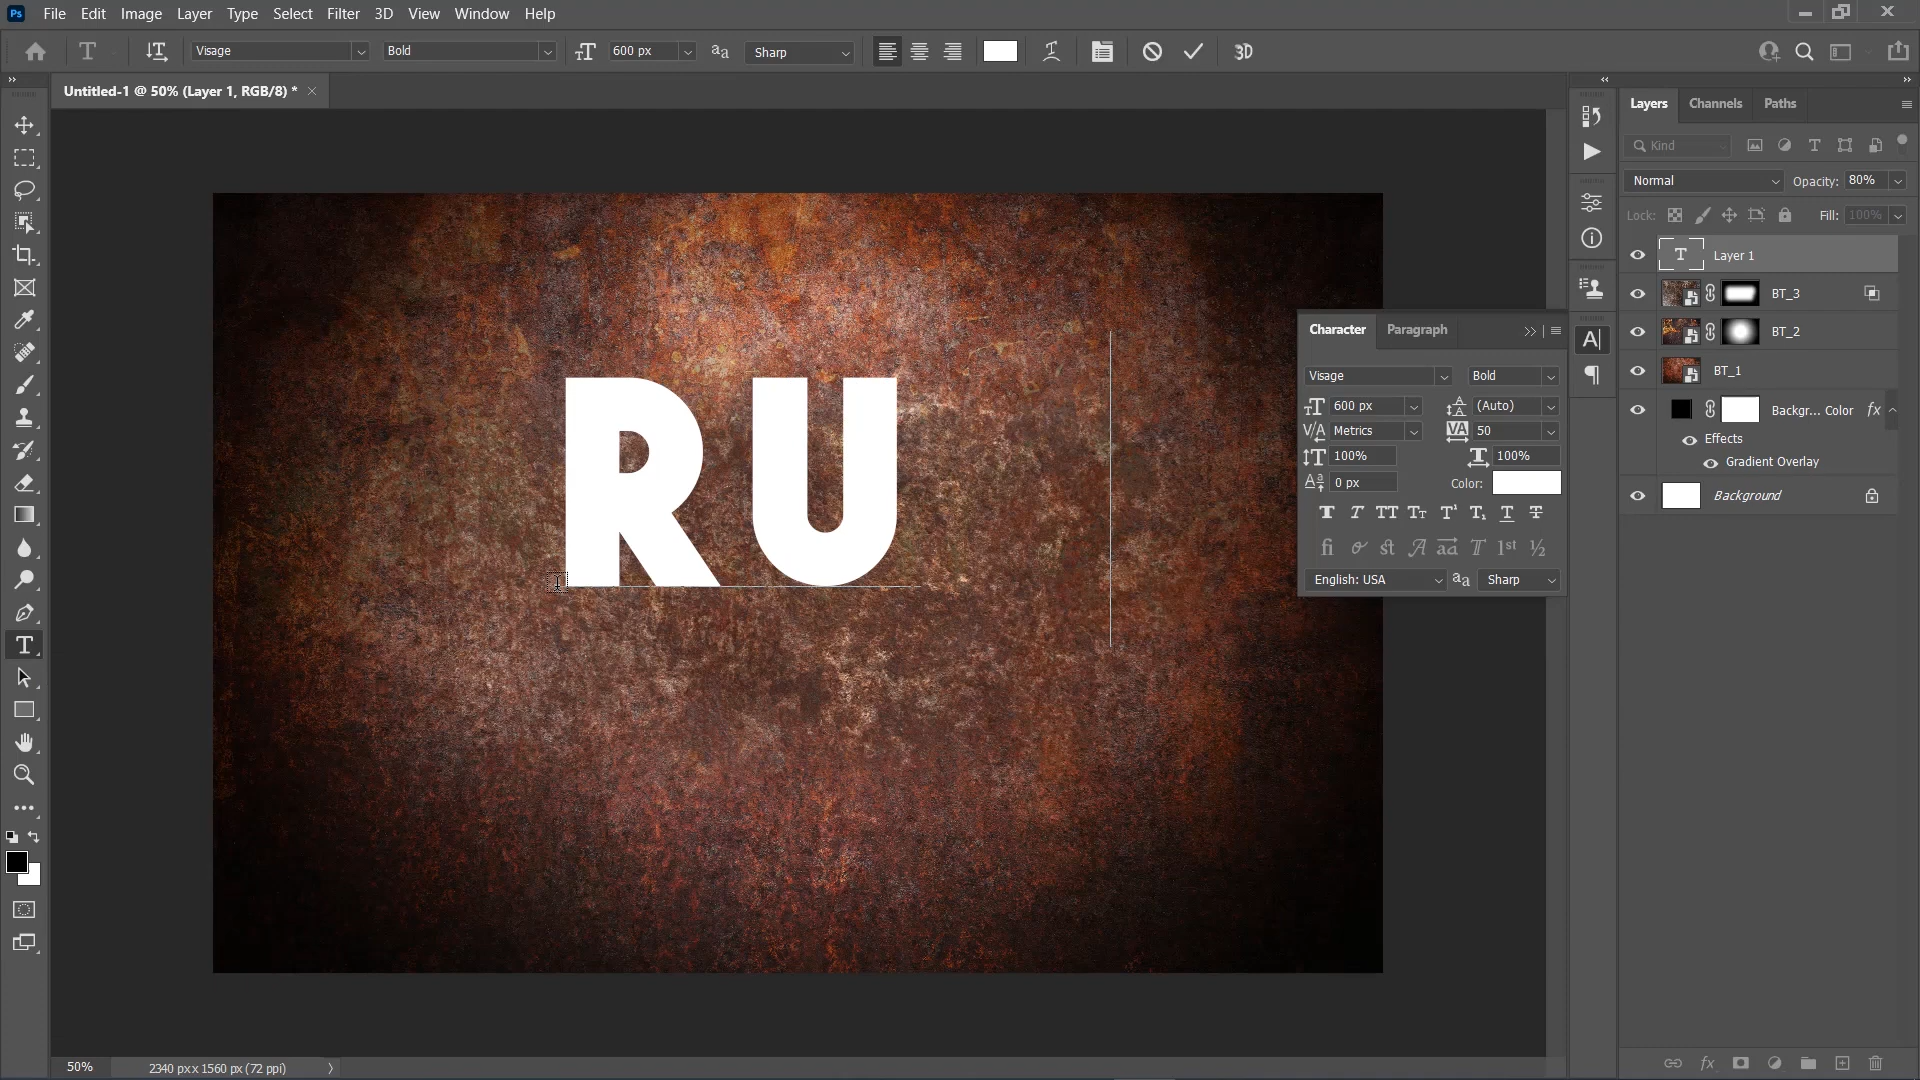 Ps File Edit Image Layer Type Select Filter 3D View Window Help
Visage Bold 600 px Sharp 3D
Untitled-1 @ 50% (Layer 1, RGB/8) *
RU
Character Paragraph
Visage Bold
600 px (Auto)
Metrics 50
100% 100%
0 px Color:
English: USA Sharp
Layers Channels Paths
Kind
Normal Opacity: 80%
Lock: Fill: 100%
Layer 1
BT_3
BT_2
BT_1
Backgr... Color fx
Effects
Gradient Overlay
Background
50% 2340 px x 1560 px (72 ppi)